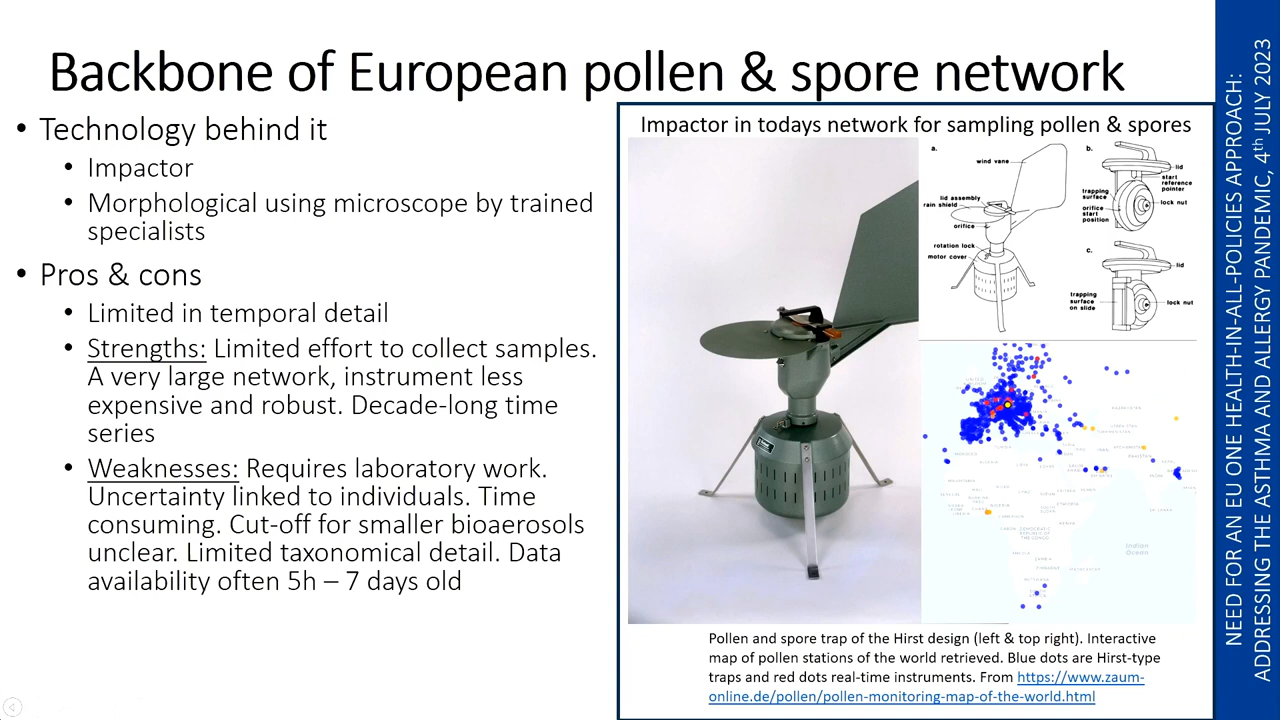 Backbone of European pollen & spore network
• Technology behind it
• Impactor
• Morphological using microscope by trained
specialists
• Pros & cons
• Limited in temporal detail
• Strengths: Limited effort to collect samples.
A very large network, instrument less
expensive and robust. Decade-long time
series
• Weaknesses: Requires laboratory work.
Uncertainty linked to individuals. Time
consuming. Cut-off for smaller bioaerosols
unclear. Limited taxonomical detail. Data
availability often 5h – 7 days old
Impactor in todays network for sampling pollen & spores
a.
wind vane
lid assembly
rain shield
orifice
rotation lock
motor cover
b.
lid
start
reference
pointer
trapping
surface
orifice
start
position
lock nut
c.
lid
trapping
surface
on slide
lock nut
Indian
Ocean
Pollen and spore trap of the Hirst design (left & top right). Interactive
map of pollen stations of the world retrieved. Blue dots are Hirst-type
traps and red dots real-time instruments. From https://www.zaum-
online.de/pollen/pollen-monitoring-map-of-the-world.html
NEED FOR AN EU ONE HEALTH-IN-ALL-POLICIES APPROACH:
ADDRESSING THE ASTHMA AND ALLERGY PANDEMIC, 4th JULY 2023